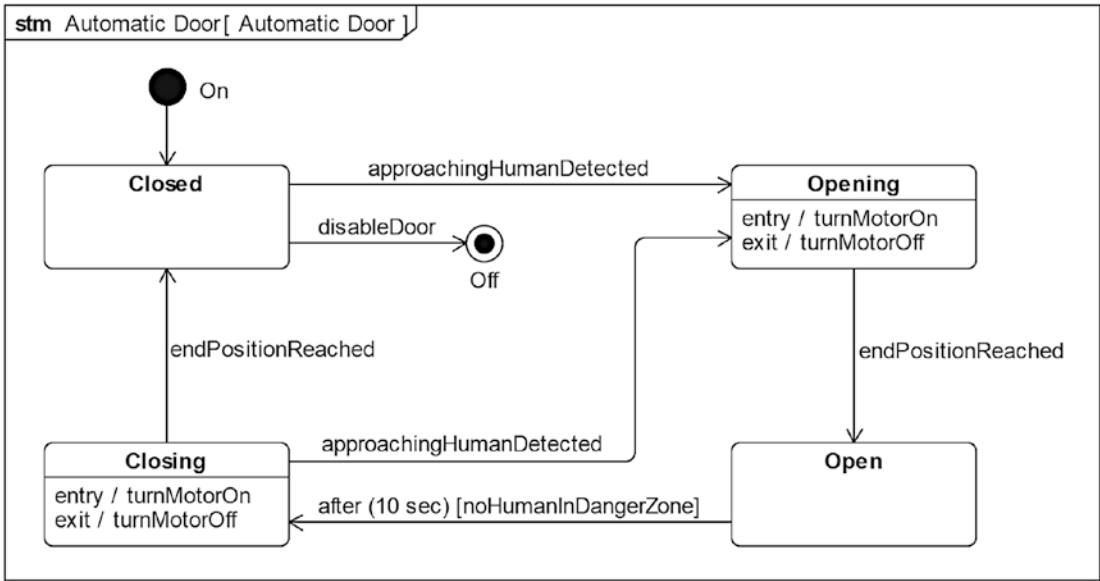 stm Automatic Door[ Automatic Door ]
On
Closed
approachingHumanDetected
Opening
entry / turnMotorOn
exit / turnMotorOff
disableDoor
Off
endPositionReached
endPositionReached
Closing
entry / turnMotorOn
exit / turnMotorOff
approachingHumanDetected
Open
after (10 sec) [noHumanInDangerZone]